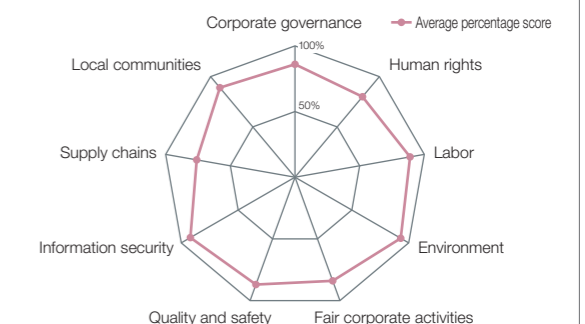 Corporate governance
Average percentage score
100%
Local communities
Human rights
50%
Supply chains
Labor
Information security
Environment
Quality and safety
Fair corporate activities